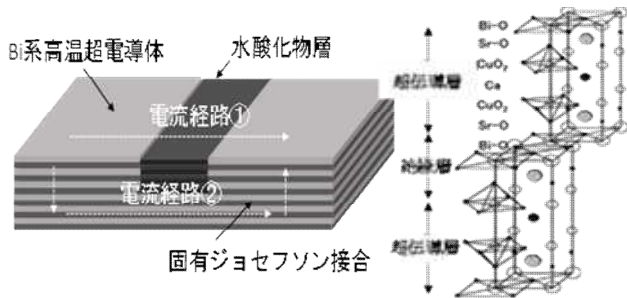 Bi系高温超電導体
水酸化物層
電流経路①
電流経路②
固有ジョセフソン接合
Bi-O
Sr-O
CuO₂
Ca
CuO₂
Sr-O
Bi-O
超伝導層
絶縁層
超伝導層